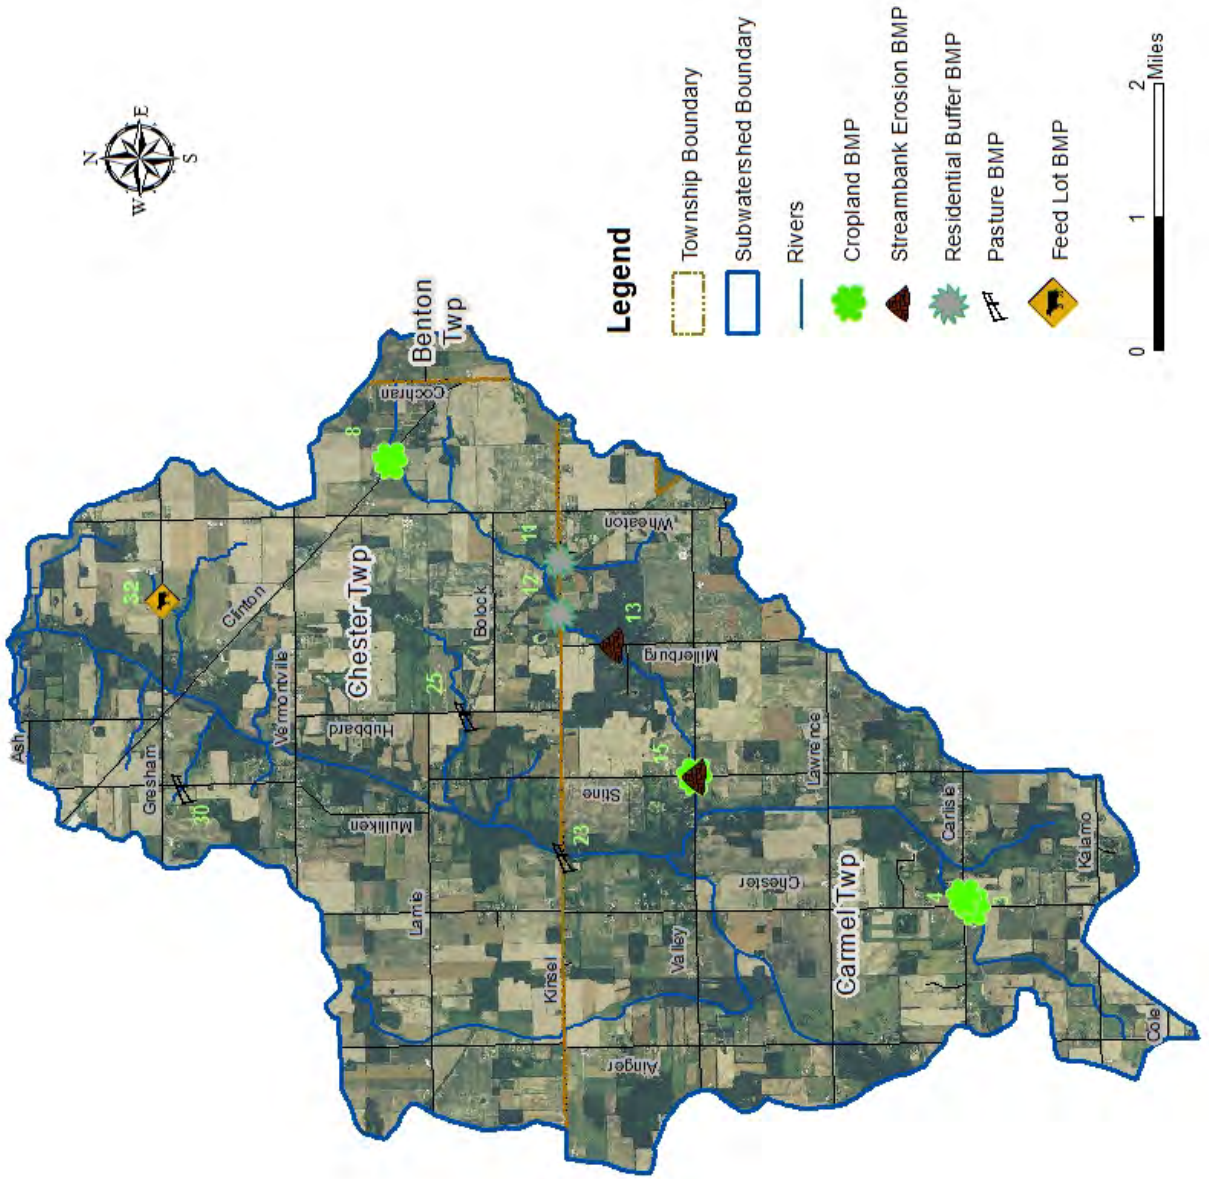 N
W
E
S
Benton
Twp
Cochran
8
Ash
32
Clinton
Gresham
30
Vermontville
Chester Twp
Hubbard
Mulliken
25
Bolock
11
12
Wheaton
Lamie
13
Millerburg
Kinsel
23
Stine
15
Valley
Chester
Lawrence
Ainger
Carmel Twp
Carlisle
4
3
Kalamo
Cole
Legend
Township Boundary
Subwatershed Boundary
Rivers
Cropland BMP
Streambank Erosion BMP
Residential Buffer BMP
Pasture BMP
Feed Lot BMP
0
1
2
Miles